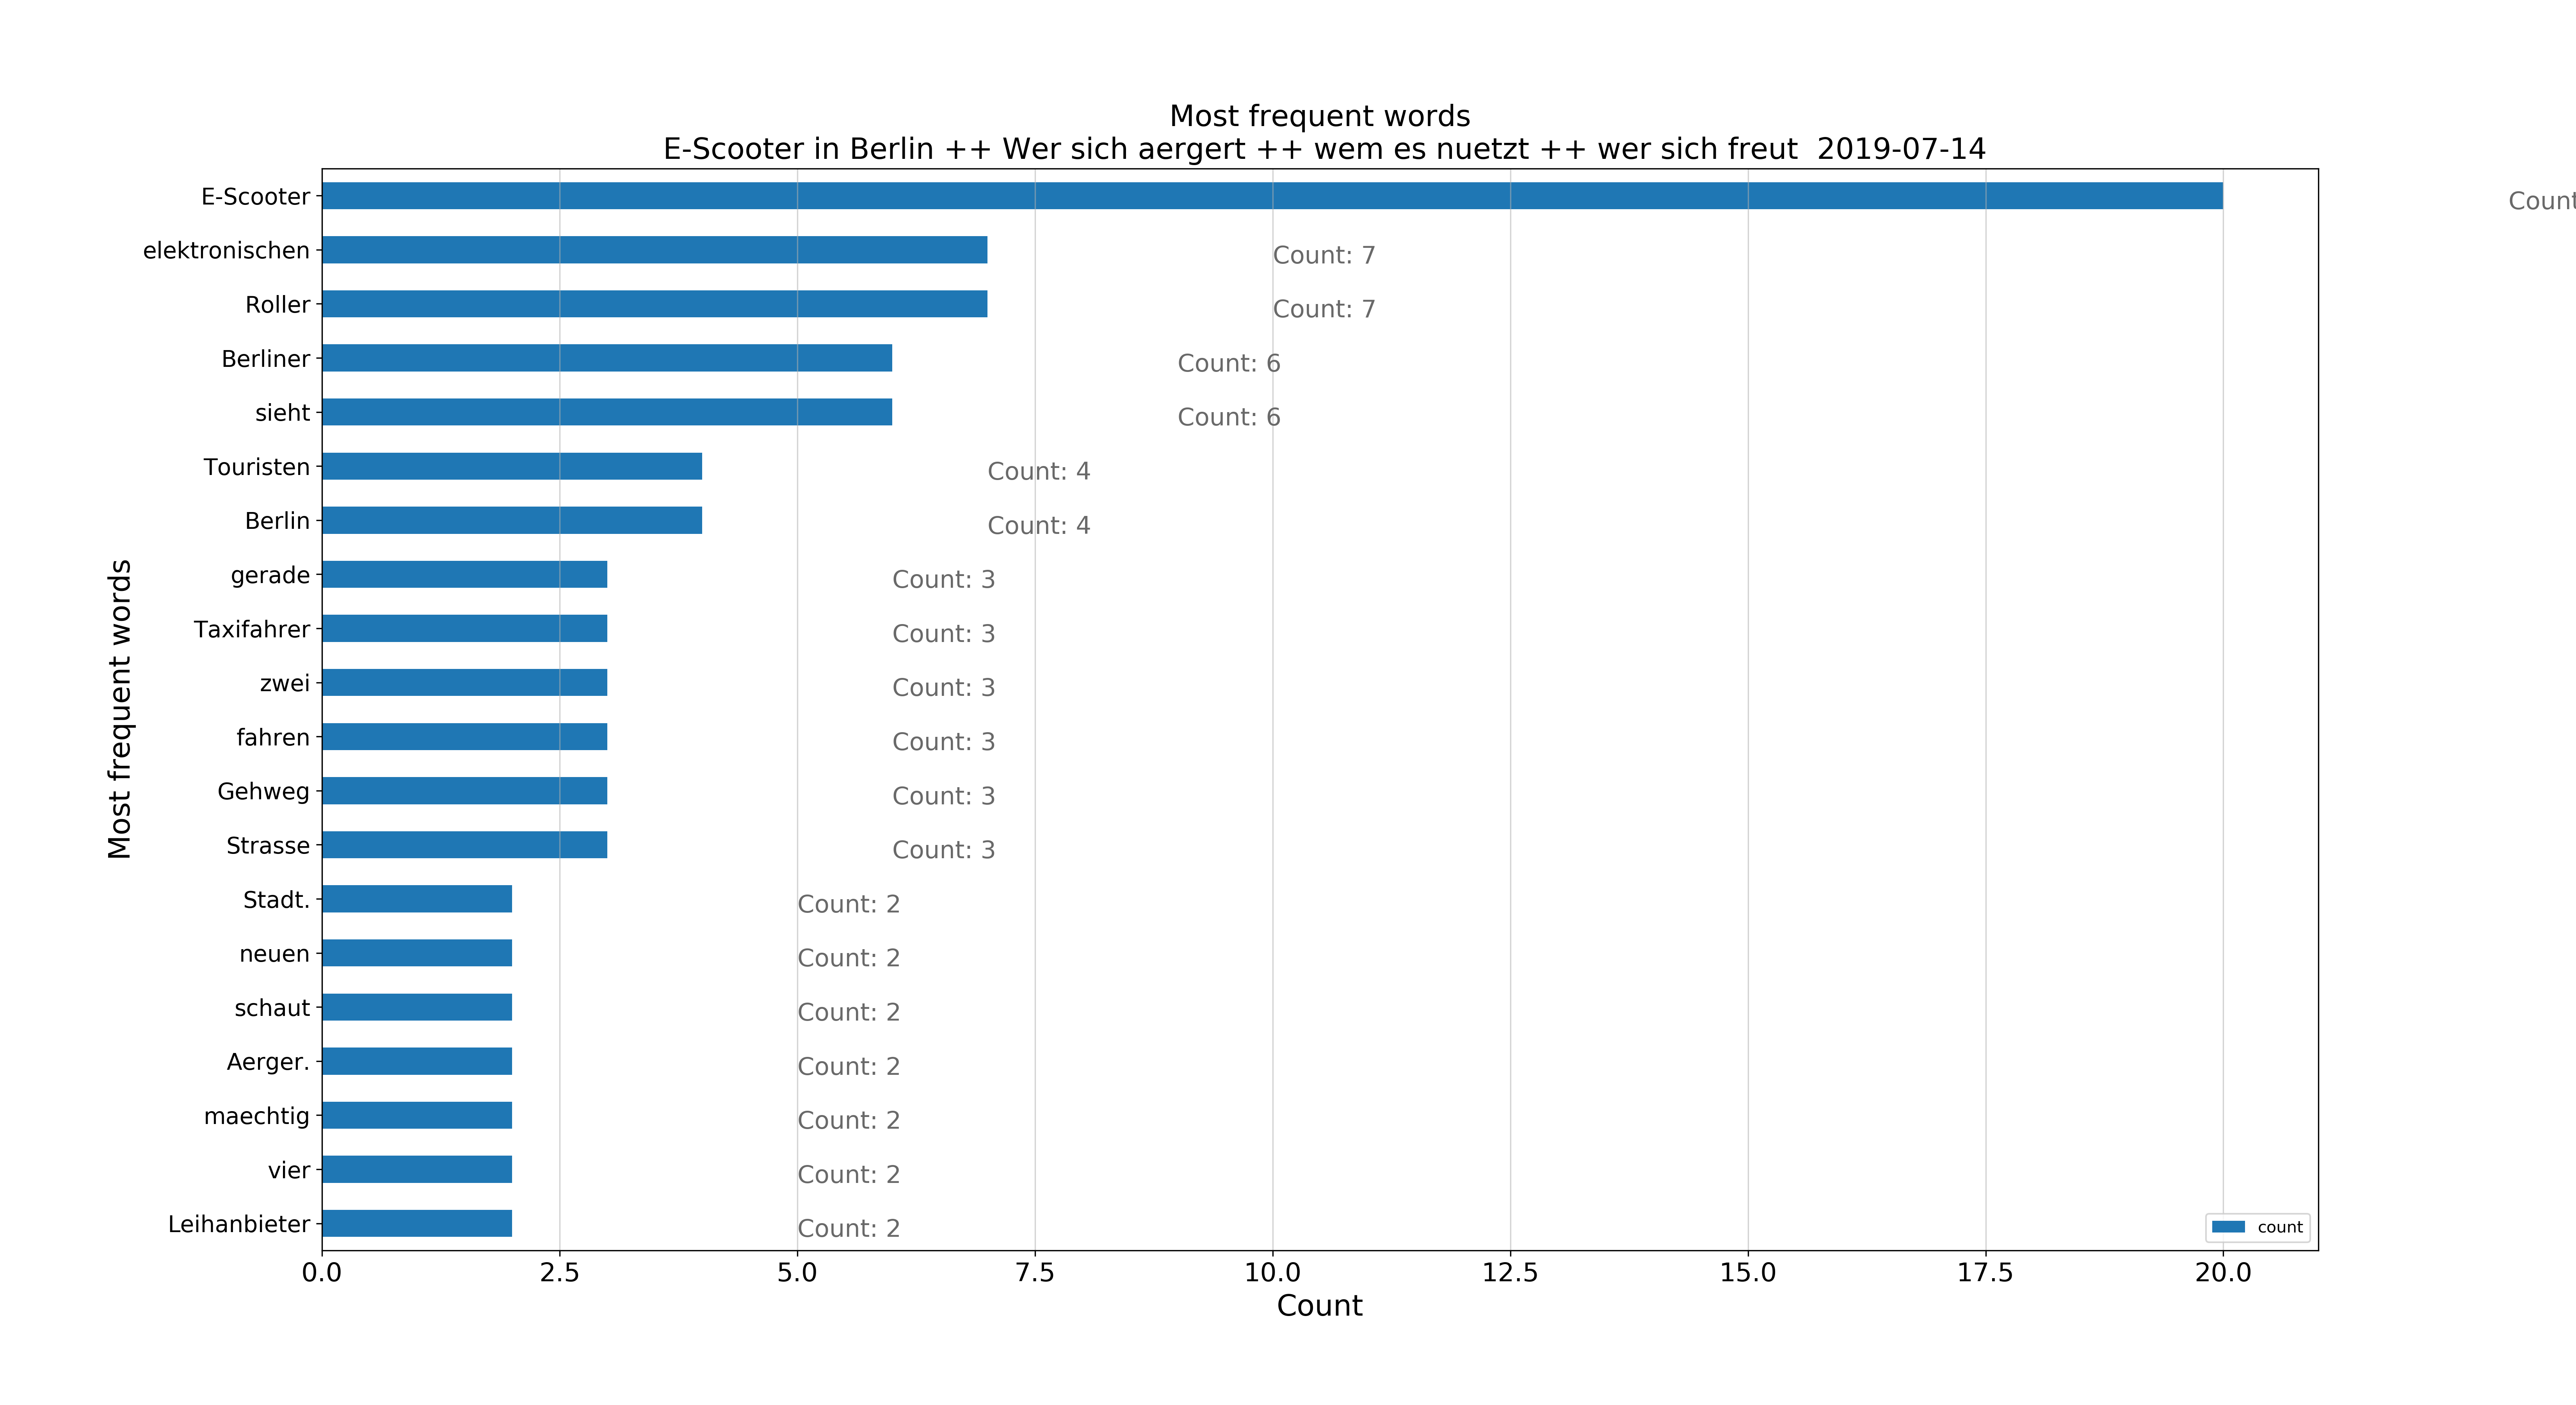 Most frequent words
E-Scooter in Berlin ++ Wer sich aergert ++ wem es nuetzt ++ wer sich freut  2019-07-14
E-Scooter Count
elektronischen Count: 7
Roller Count: 7
Berliner Count: 6
sieht Count: 6
Touristen Count: 4
Berlin Count: 4
gerade Count: 3
Taxifahrer Count: 3
zwei Count: 3
fahren Count: 3
Gehweg Count: 3
Strasse Count: 3
Stadt. Count: 2
neuen Count: 2
schaut Count: 2
Aerger. Count: 2
maechtig Count: 2
vier Count: 2
Leihanbieter Count: 2
Most frequent words
count
0.0 2.5 5.0 7.5 10.0 12.5 15.0 17.5 20.0
Count